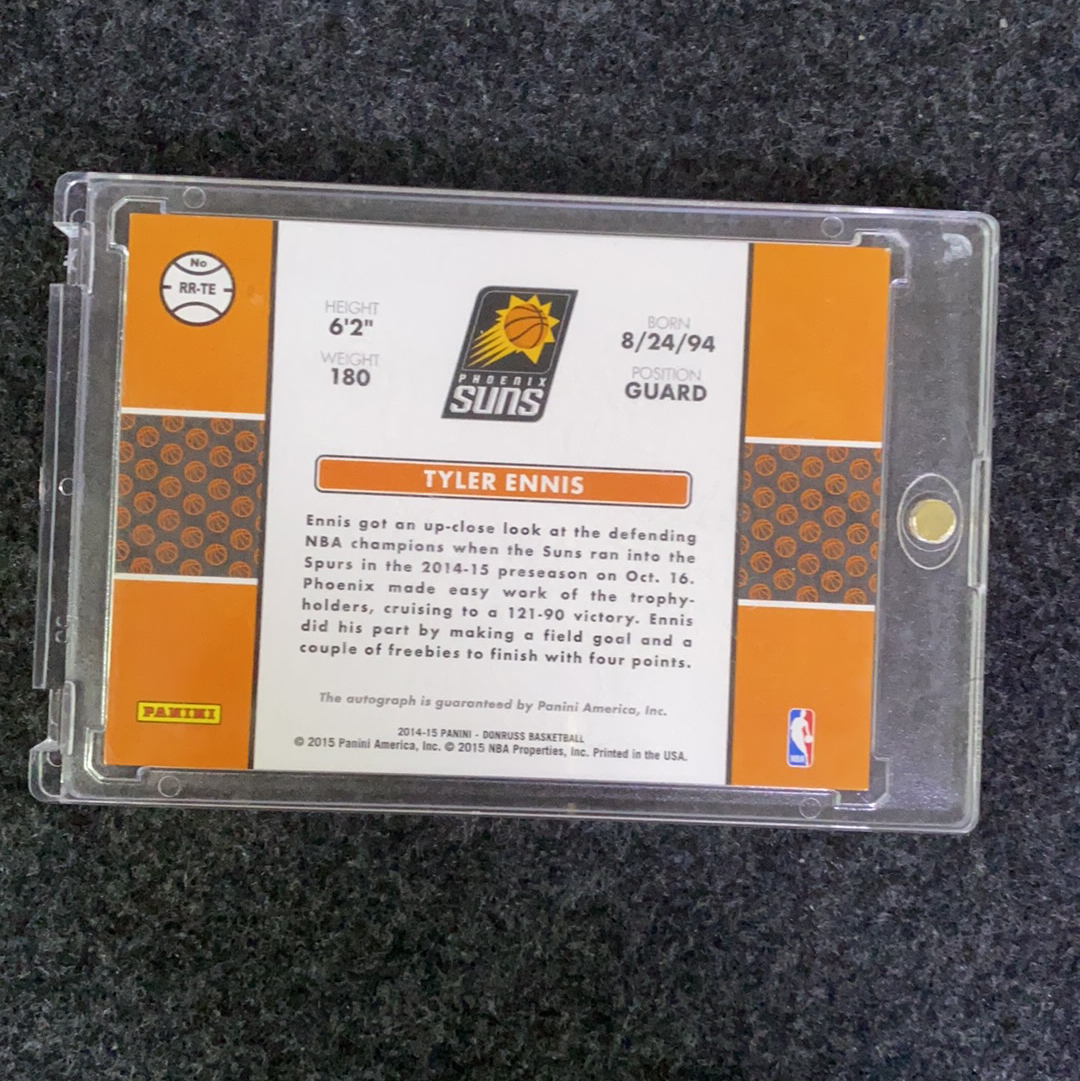 No
RR-TE
HEIGHT
6'2"
WEIGHT
180
PHOENIX
SUNS
BORN
8/24/94
POSITION
GUARD
TYLER ENNIS
Ennis got an up-close look at the defending
NBA champions when the Suns ran into the
Spurs in the 2014-15 preseason on Oct. 16.
Phoenix made easy work of the trophy-
holders, cruising to a 121-90 victory. Ennis
did his part by making a field goal and a
couple of freebies to finish with four points.
The autograph is guaranteed by Panini America, Inc.
2014-15 PANINI - DONRUSS BASKETBALL
© 2015 Panini America, Inc. © 2015 NBA Properties, Inc. Printed in the USA.
PANINI
NBA